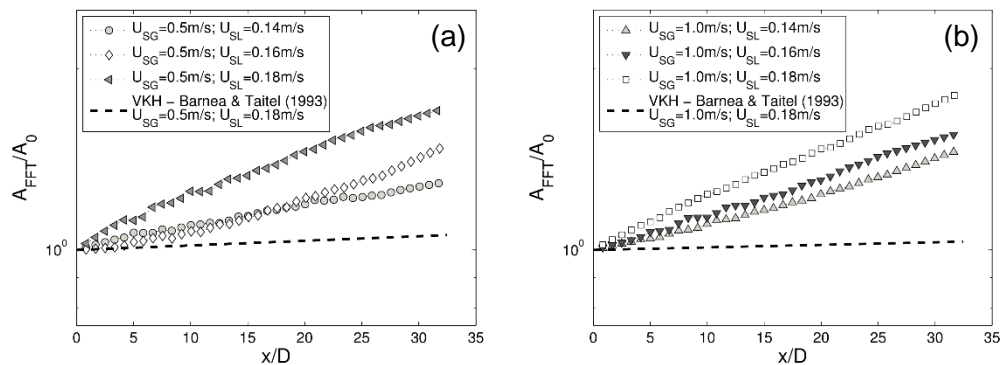 (a)
U_SG=0.5m/s; U_SL=0.14m/s
U_SG=0.5m/s; U_SL=0.16m/s
U_SG=0.5m/s; U_SL=0.18m/s
VKH − Barnea & Taitel (1993)
U_SG=0.5m/s; U_SL=0.18m/s
A_FFT/A_0
10^0
0 5 10 15 20 25 30 35
x/D
(b)
U_SG=1.0m/s; U_SL=0.14m/s
U_SG=1.0m/s; U_SL=0.16m/s
U_SG=1.0m/s; U_SL=0.18m/s
VKH − Barnea & Taitel (1993)
U_SG=1.0m/s; U_SL=0.18m/s
A_FFT/A_0
10^0
0 5 10 15 20 25 30 35
x/D